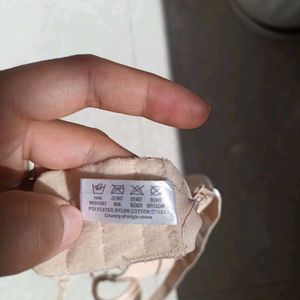 HAND DO NOT DO NOT DO NOT
WASH ONLY IRON BLEACH DRY CLEAN
POLYESTER,NYLON,COTTON,OTHER
Country of origin china